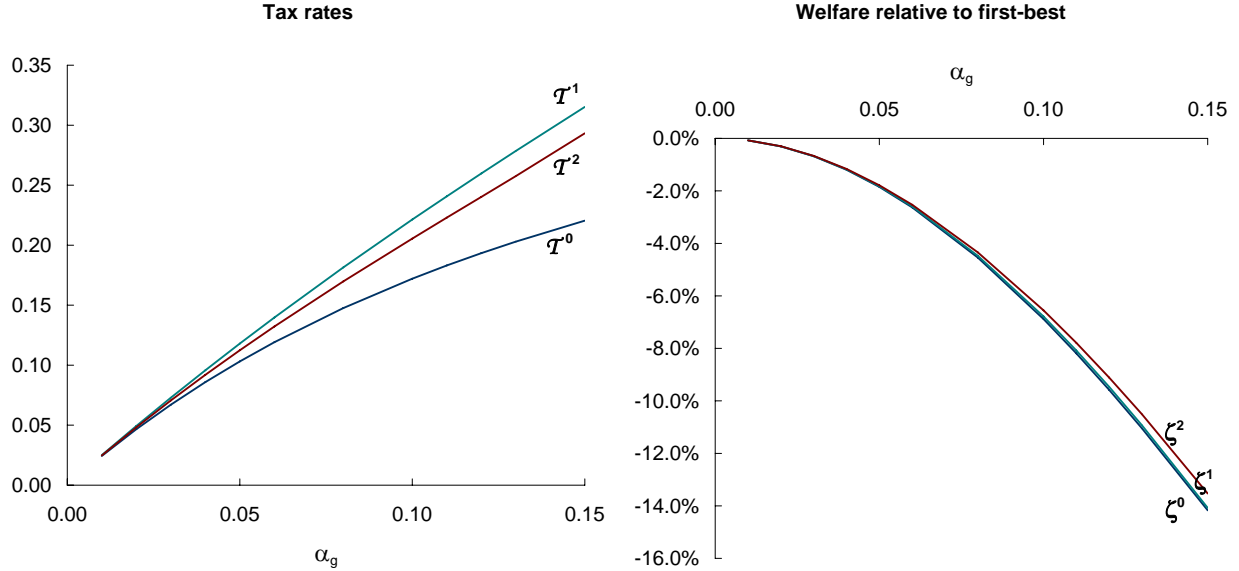 Tax rates
0.35
0.30
0.25
0.20
0.15
0.10
0.05
0.00
0.00 0.05 0.10 0.15
α_g
𝒯¹
𝒯²
𝒯⁰
Welfare relative to first-best
α_g
0.00 0.05 0.10 0.15
0.0%
-2.0%
-4.0%
-6.0%
-8.0%
-10.0%
-12.0%
-14.0%
-16.0%
ζ²
ζ¹
ζ⁰